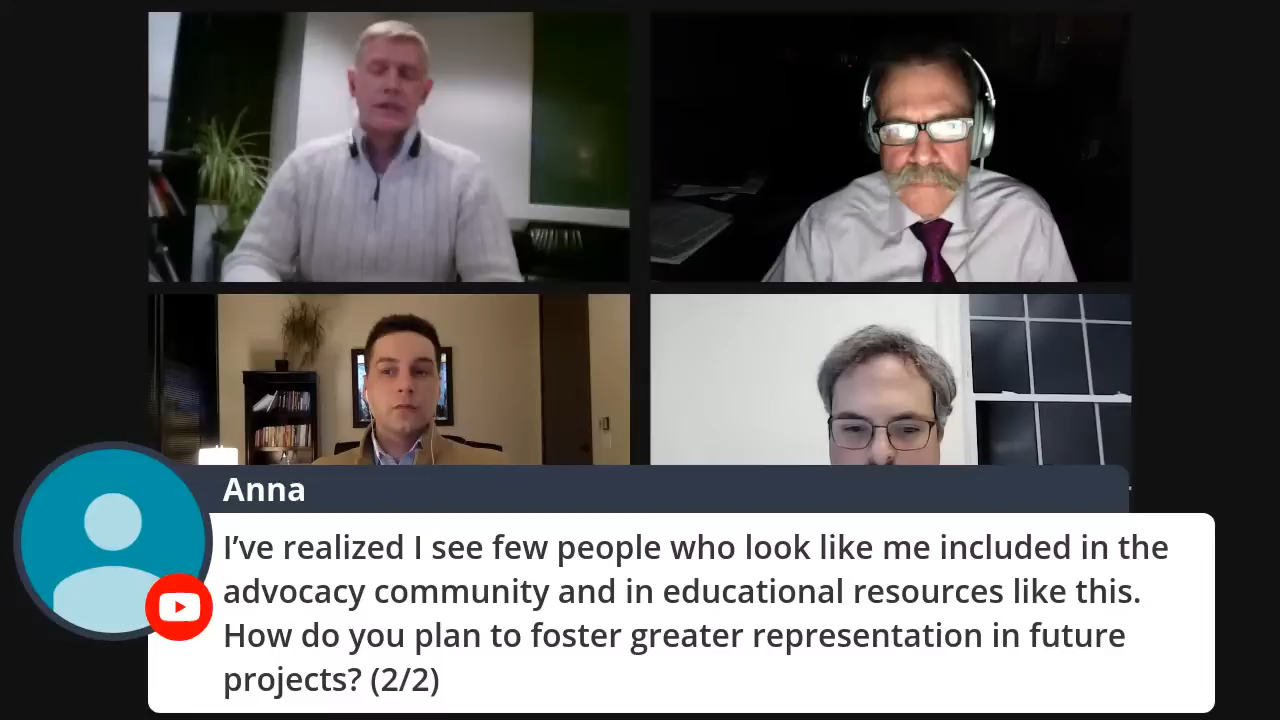 Anna
I’ve realized I see few people who look like me included in the
advocacy community and in educational resources like this.
How do you plan to foster greater representation in future
projects? (2/2)